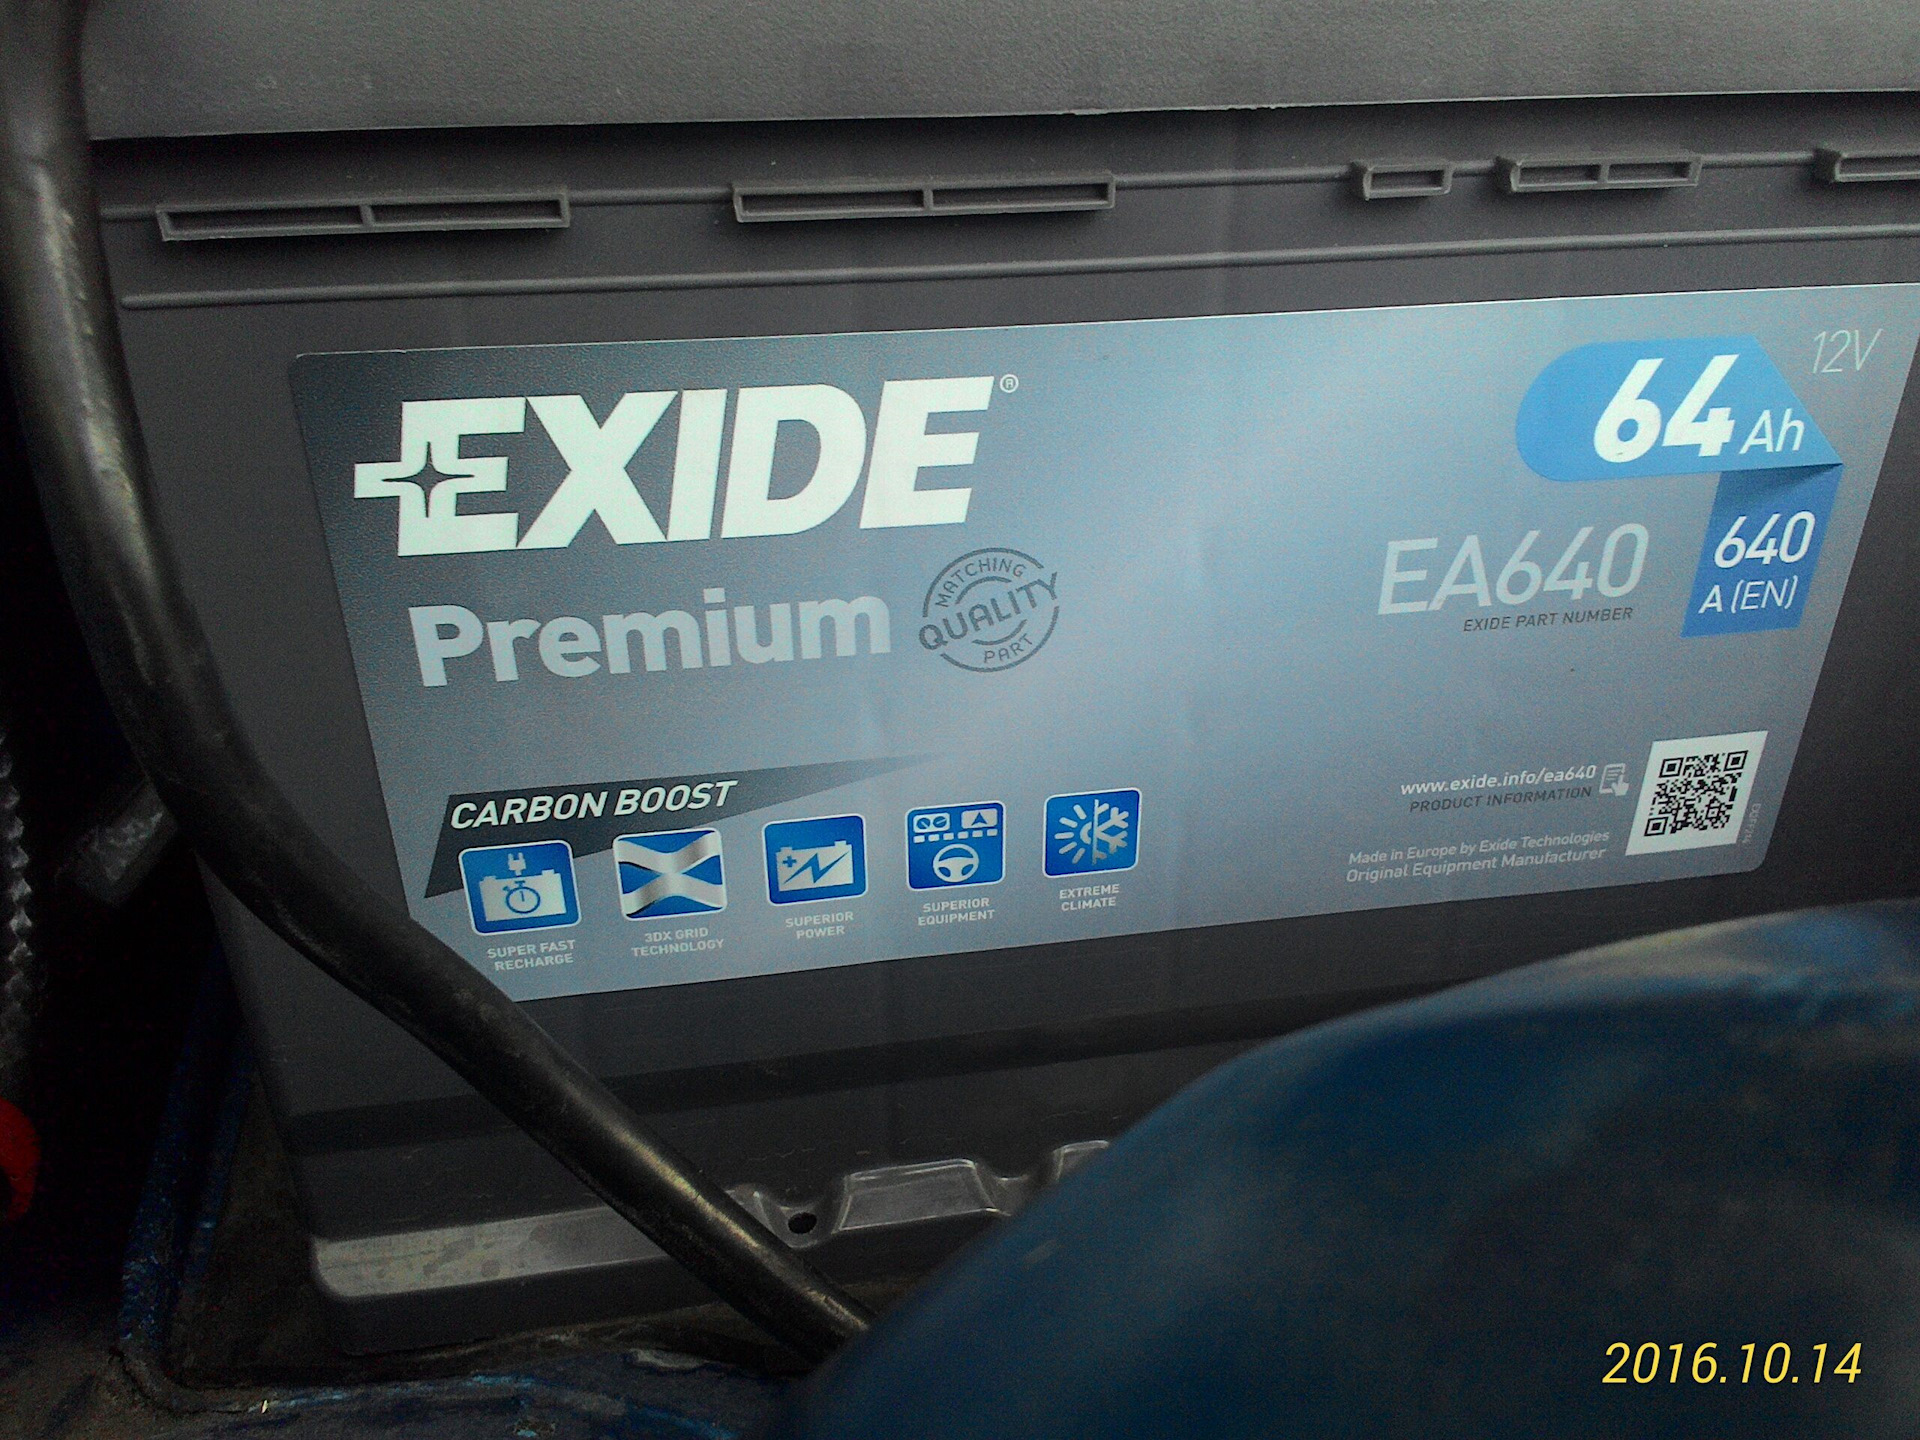 EXIDE®
Premium
MATCHING
QUALITY
PART
64 Ah
12V
640
A (EN)
EA640
EXIDE PART NUMBER
CARBON BOOST
SUPER FAST
RECHARGE
3DX GRID
TECHNOLOGY
SUPERIOR
POWER
SUPERIOR
EQUIPMENT
EXTREME
CLIMATE
www.exide.info/ea640
PRODUCT INFORMATION
Made in Europe by Exide Technologies
Original Equipment Manufacturer
2016.10.14